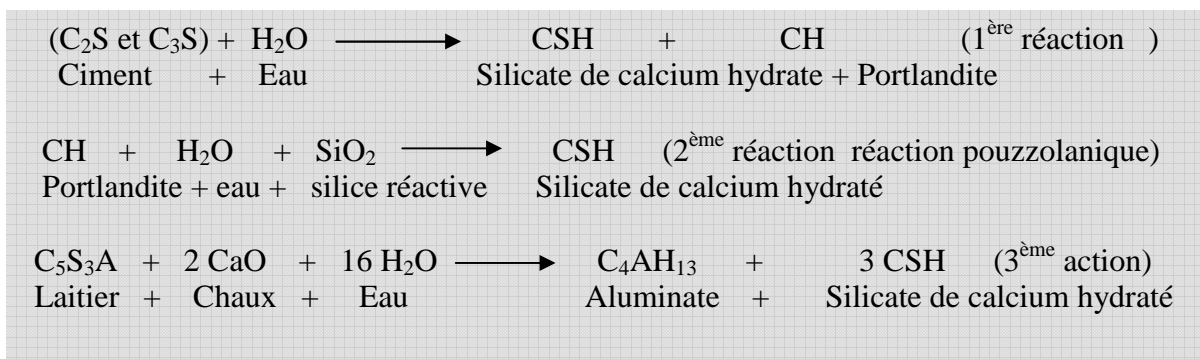 (C₂S et C₃S) + H₂O ⟶ CSH + CH (1ère réaction )
Ciment + Eau Silicate de calcium hydrate + Portlandite
CH + H₂O + SiO₂ ⟶ CSH (2ème réaction réaction pouzzolanique)
Portlandite + eau + silice réactive Silicate de calcium hydraté
C₅S₃A + 2 CaO + 16 H₂O ⟶ C₄AH₁₃ + 3 CSH (3ème action)
Laitier + Chaux + Eau Aluminate + Silicate de calcium hydraté